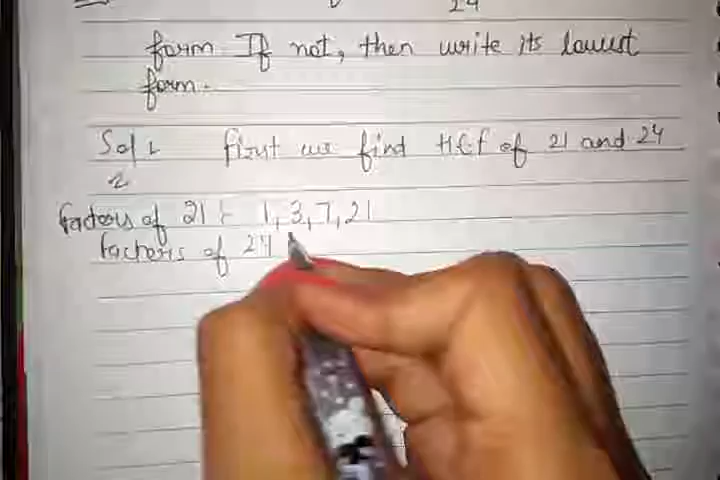 24
form If not, then write its lowest
form.
Sol :- first we find HCF of 21 and 24
factors of 21 :- 1, 3, 7, 21
factors of 24